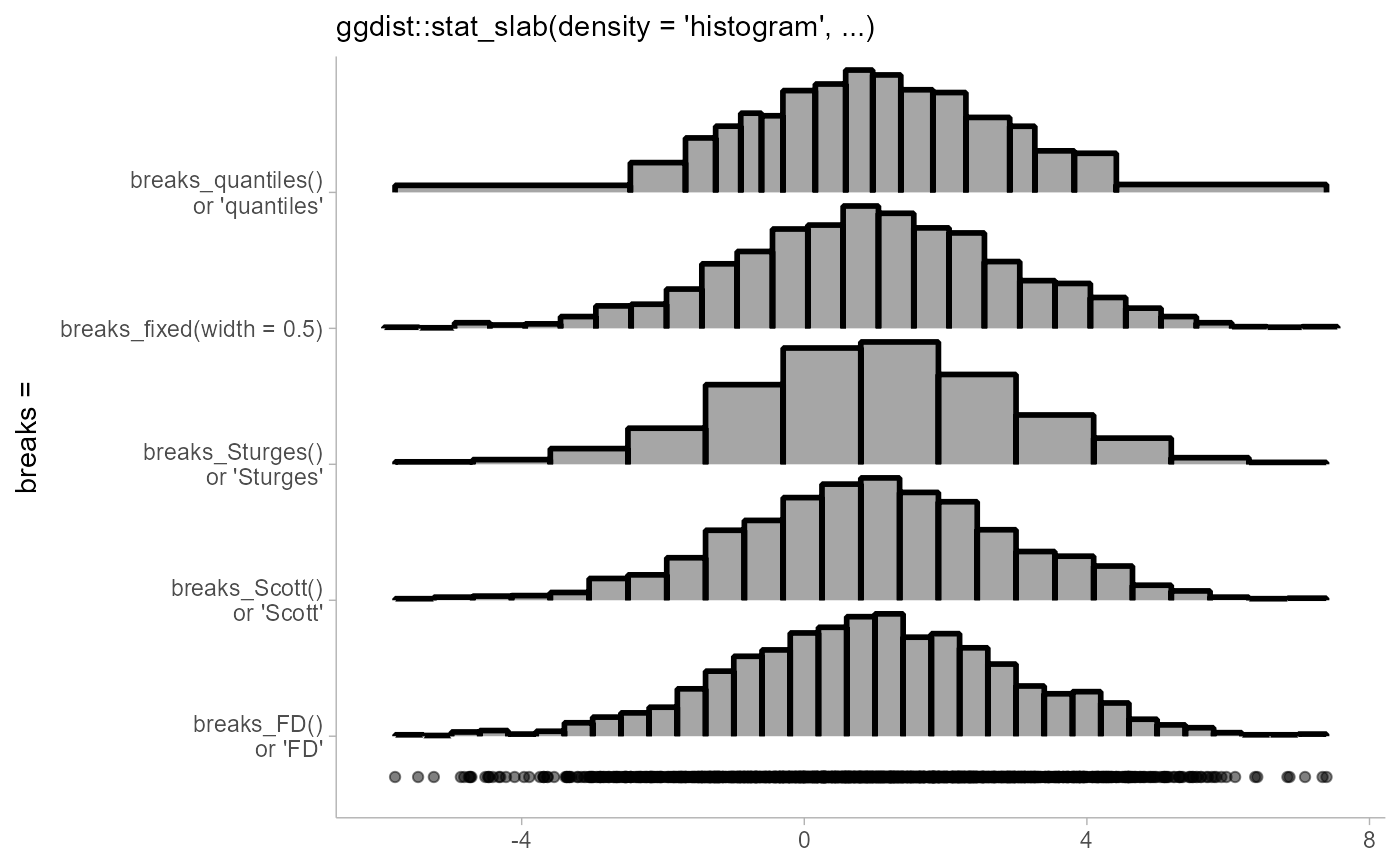 ggdist::stat_slab(density = 'histogram', ...)
breaks =
breaks_quantiles()
or 'quantiles'
breaks_fixed(width = 0.5)
breaks_Sturges()
or 'Sturges'
breaks_Scott()
or 'Scott'
breaks_FD()
or 'FD'
-4 0 4 8